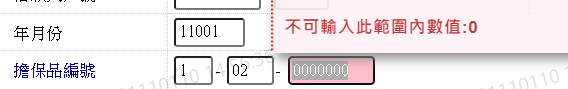 不可輸入此範圍內數值:0
年月份 11001
擔保品編號 1 - 02 - 0000000